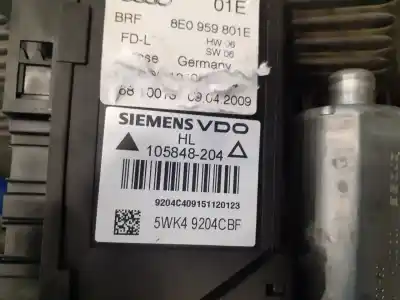 01E
BRF 8E0 959 801E
FD-L HW 06
SW 06
Germany
09.04.2009
SIEMENS VDO
HL
105848-204
9204C409151120123
5WK4 9204CBF